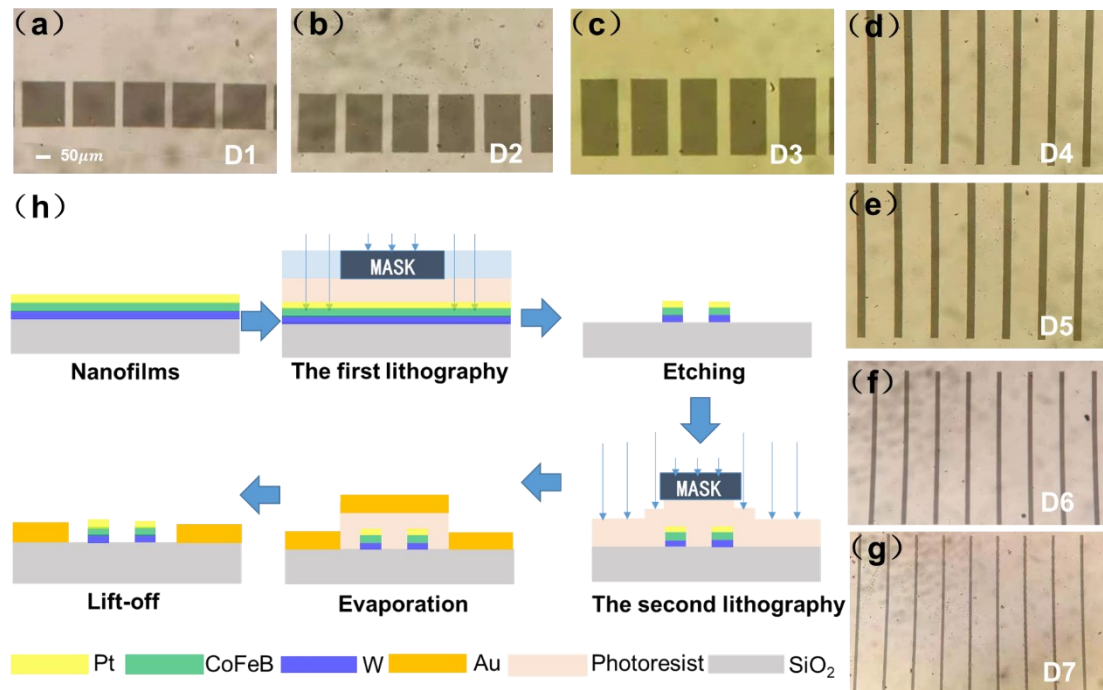 （a）
（b）
（c）
（d）
50μm
D1
D2
D3
D4
（e）
D5
（h）
MASK
Nanofilms
The first lithography
Etching
（f）
D6
MASK
Lift-off
Evaporation
The second lithography
（g）
D7
Pt
CoFeB
W
Au
Photoresist
SiO₂